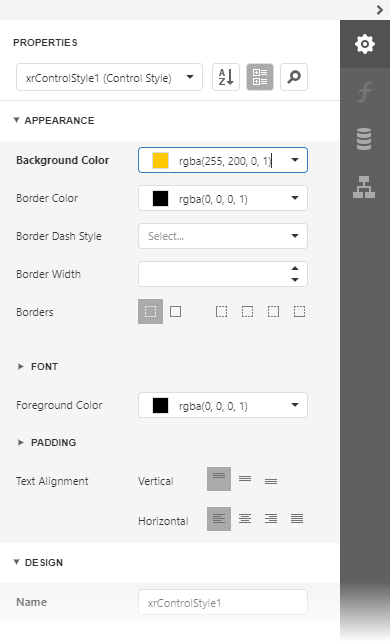 PROPERTIES
xrControlStyle1 (Control Style)
A
Z
APPEARANCE
Background Color
rgba(255, 200, 0, 1)
Border Color
rgba(0, 0, 0, 1)
Border Dash Style
Select...
Border Width
Borders
FONT
Foreground Color
rgba(0, 0, 0, 1)
PADDING
Text Alignment
Vertical
Horizontal
DESIGN
Name
xrControlStyle1